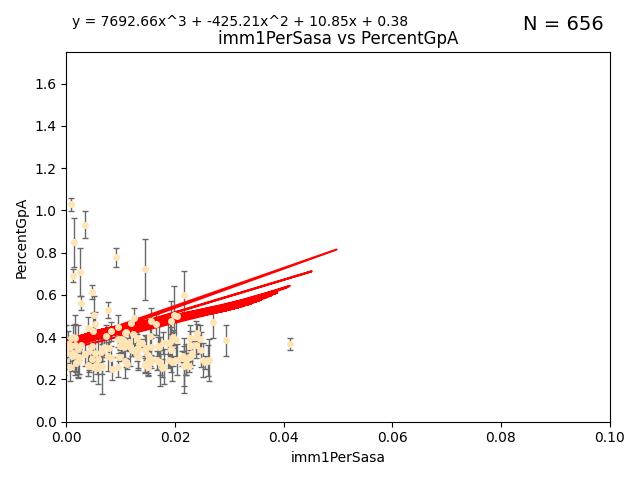 y = 7692.66x^3 + -425.21x^2 + 10.85x + 0.38
N = 656
imm1PerSasa vs PercentGpA
1.6
1.4
1.2
1.0
0.8
0.6
0.4
0.2
0.0
PercentGpA
0.00 0.02 0.04 0.06 0.08 0.10
imm1PerSasa